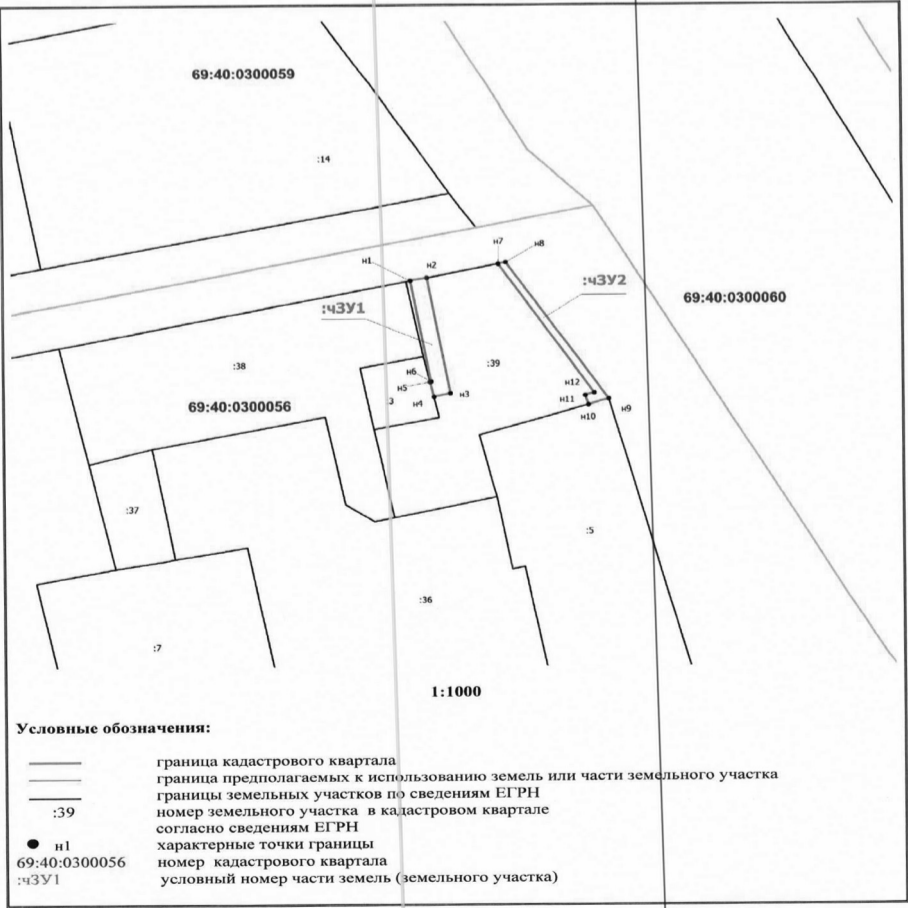 69:40:0300059
:14
н7
н8
н1
н2
:чЗУ2
69:40:0300060
:чЗУ1
:38
:39
н6
н5
3
н4
н3
н12
н11
н10
н9
69:40:0300056
:37
:5
:36
:7
1:1000
Условные обозначения:
граница кадастрового квартала
граница предполагаемых к использованию земель или части земельного участка
границы земельных участков по сведениям ЕГРН
:39 номер земельного участка в кадастровом квартале
согласно сведениям ЕГРН
н1 характерные точки границы
69:40:0300056 номер кадастрового квартала
:чЗУ1 условный номер части земель (земельного участка)